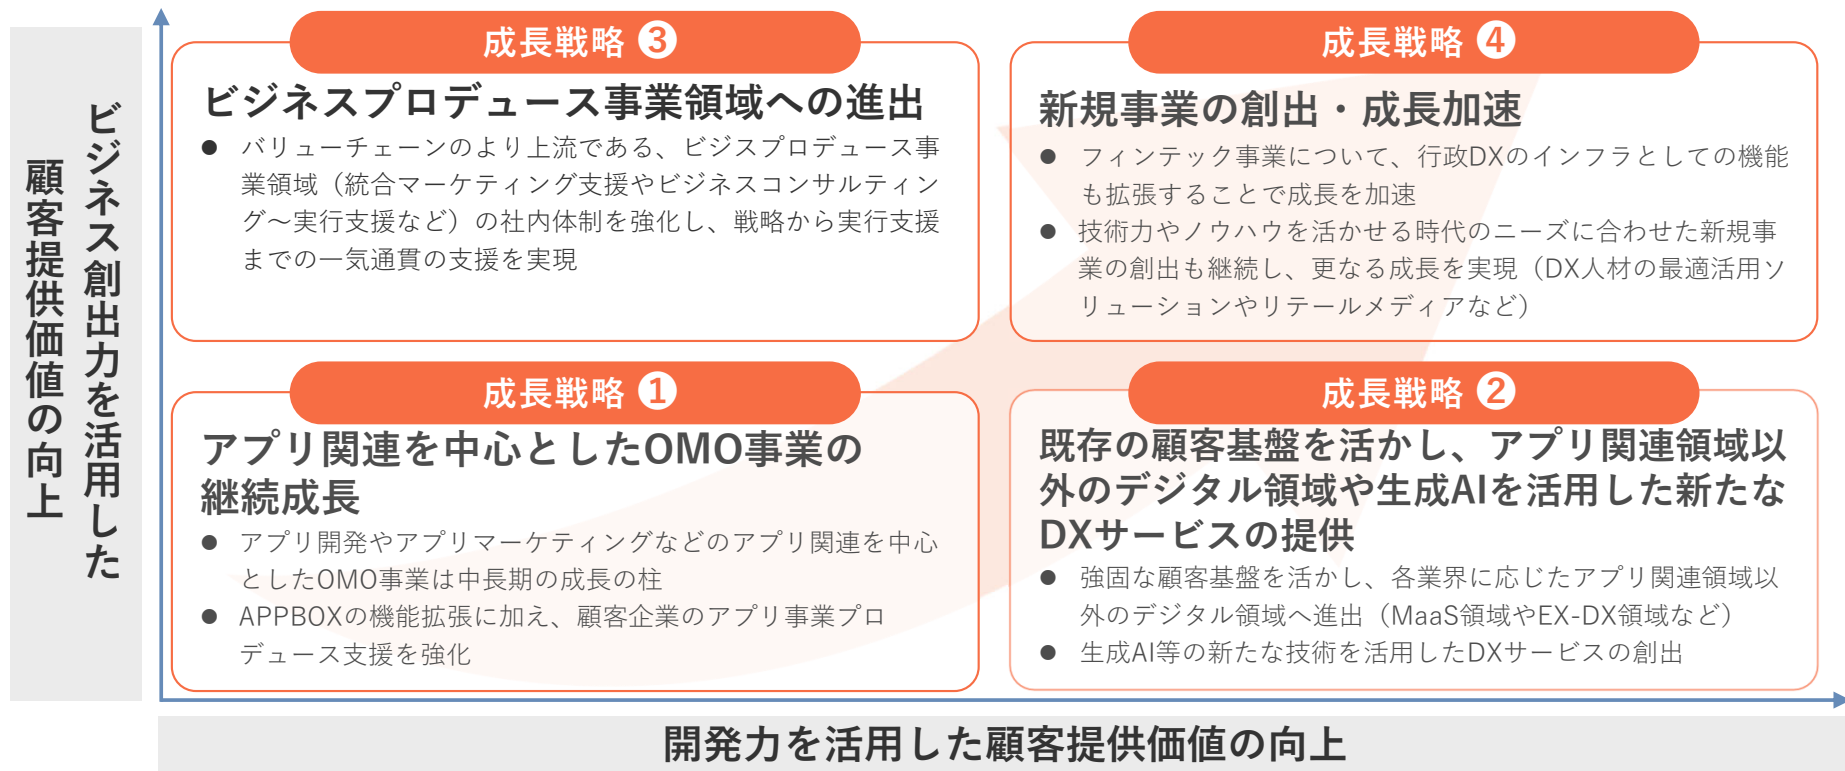 ビジネス創出力を活用した
顧客提供価値の向上
成長戦略 ❸
ビジネスプロデュース事業領域への進出
● バリューチェーンのより上流である、ビジスプロデュース事
業領域（統合マーケティング支援やビジネスコンサルティン
グ～実行支援など）の社内体制を強化し、戦略から実行支援
までの一気通貫の支援を実現
成長戦略 ❹
新規事業の創出・成長加速
● フィンテック事業について、行政DXのインフラとしての機能
も拡張することで成長を加速
● 技術力やノウハウを活かせる時代のニーズに合わせた新規事
業の創出も継続し、更なる成長を実現（DX人材の最適活用ソ
リューションやリテールメディアなど）
成長戦略 ❶
アプリ関連を中心としたOMO事業の
継続成長
● アプリ開発やアプリマーケティングなどのアプリ関連を中心
としたOMO事業は中長期の成長の柱
● APPBOXの機能拡張に加え、顧客企業のアプリ事業プロ
デュース支援を強化
成長戦略 ❷
既存の顧客基盤を活かし、アプリ関連領域以
外のデジタル領域や生成AIを活用した新たな
DXサービスの提供
● 強固な顧客基盤を活かし、各業界に応じたアプリ関連領域以
外のデジタル領域へ進出（MaaS領域やEX-DX領域など）
● 生成AI等の新たな技術を活用したDXサービスの創出
開発力を活用した顧客提供価値の向上